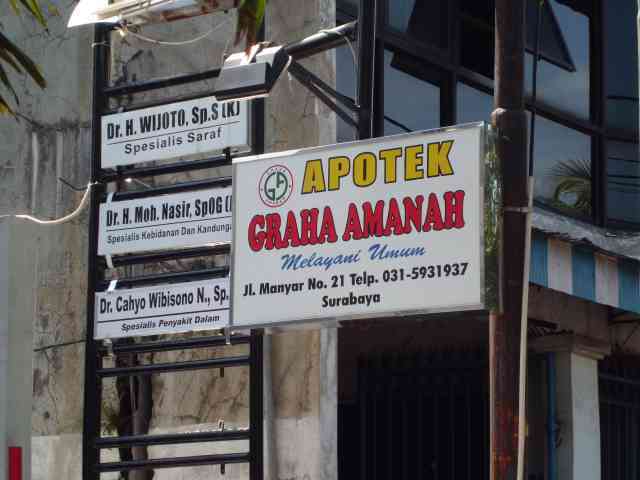 Dr. H. WIJOTO, Sp.S (K)
Spesialis Saraf
Dr. H. Moh. Nasir, SpOG
Spesialis Kebidanan Dan Kandunga
Dr. Cahyo Wibisono N., Sp.
Spesialis Penyakit Dalam
APOTEK
GRAHA AMANAH
Melayani Umum
Jl. Manyar No. 21 Telp. 031-5931937
Surabaya